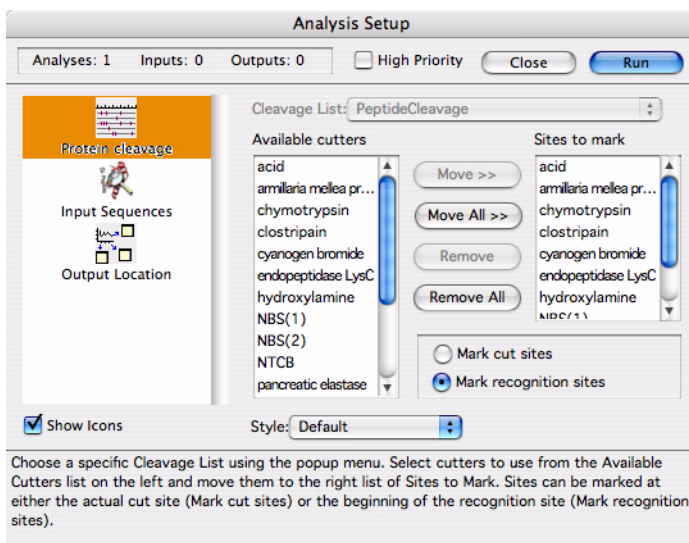 Analysis Setup
Analyses: 1 Inputs: 0 Outputs: 0 High Priority Close Run
Protein cleavage
Input Sequences
Output Location
Show Icons
Cleavage List: PeptideCleavage
Available cutters
acid
armillaria mellea pr...
chymotrypsin
clostripain
cyanogen bromide
endopeptidase LysC
hydroxylamine
NBS(1)
NBS(2)
NTCB
pancreatic elastase
Move >>
Move All >>
Remove
Remove All
Sites to mark
acid
armillaria mellea pr...
chymotrypsin
clostripain
cyanogen bromide
endopeptidase LysC
hydroxylamine
NBS(1)
Mark cut sites
Mark recognition sites
Style: Default
Choose a specific Cleavage List using the popup menu. Select cutters to use from the Available
Cutters list on the left and move them to the right list of Sites to Mark. Sites can be marked at
either the actual cut site (Mark cut sites) or the beginning of the recognition site (Mark recognition
sites).